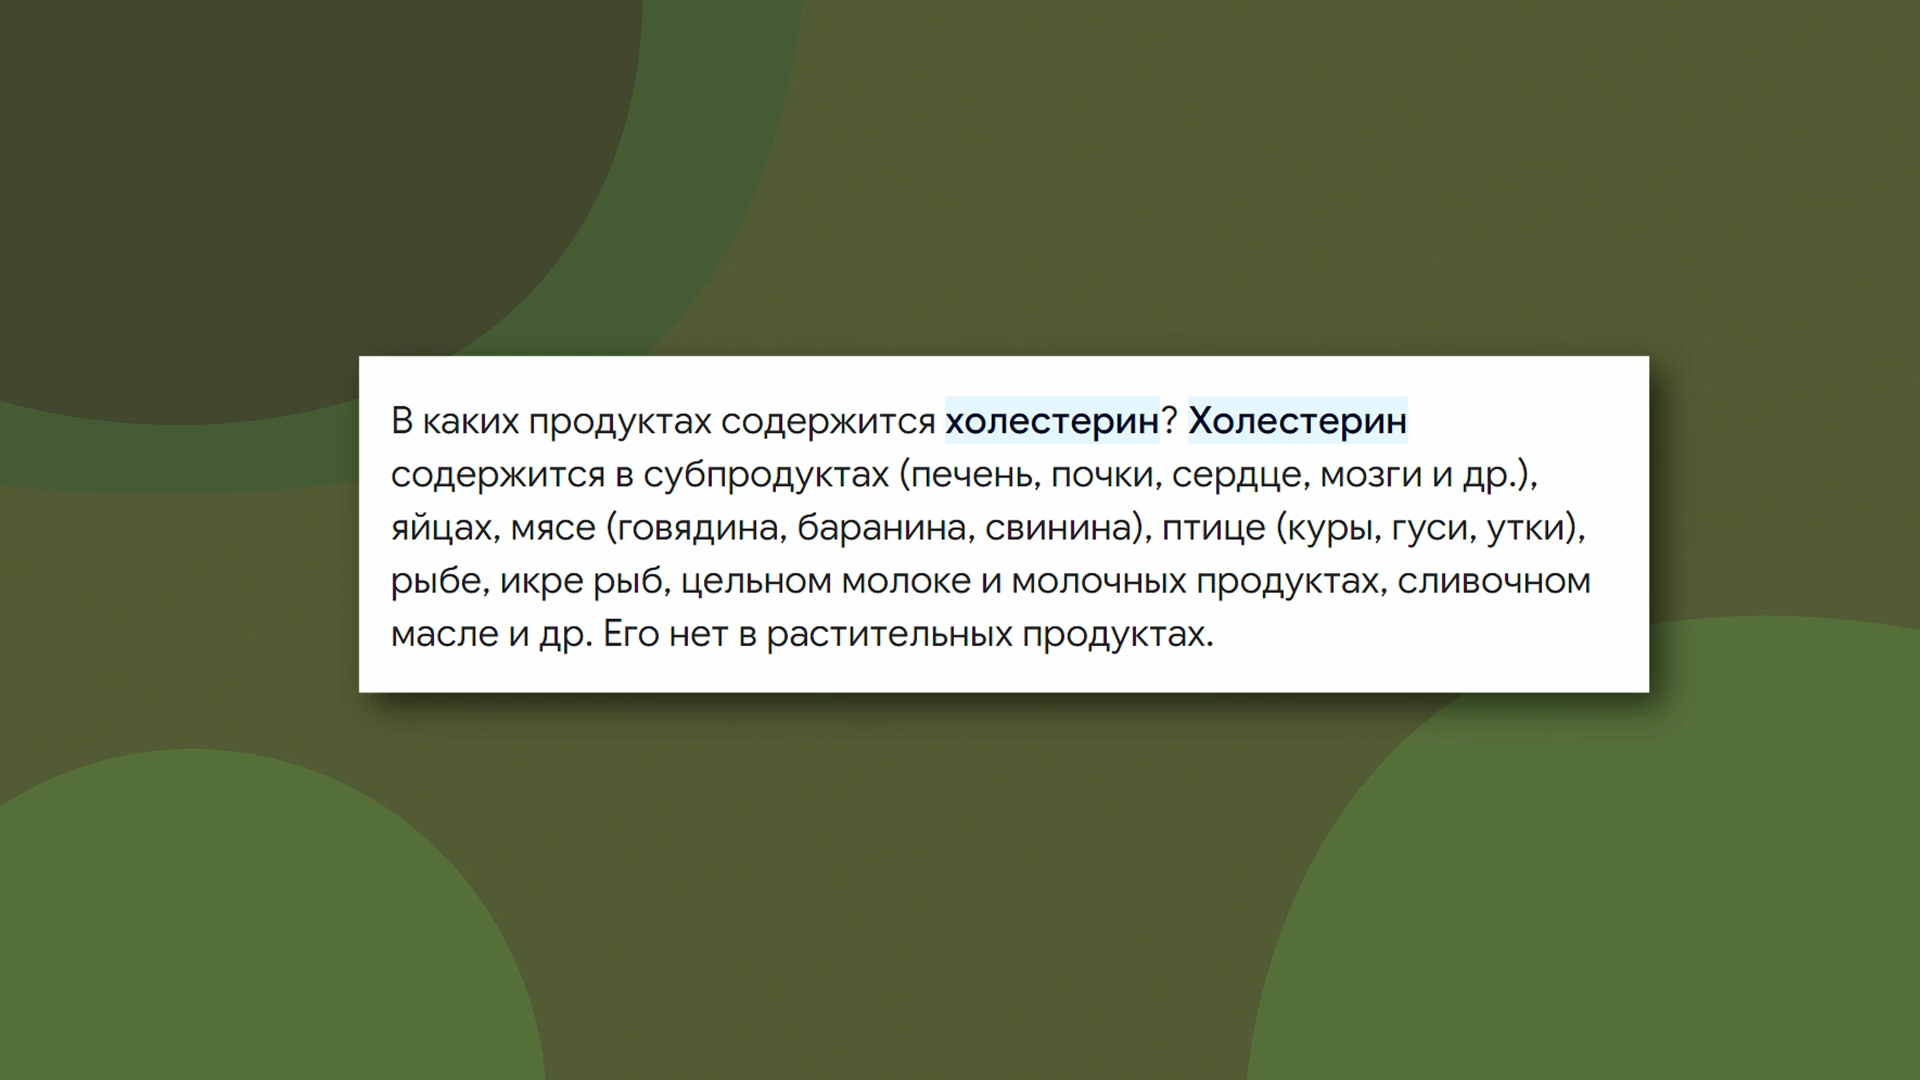 В каких продуктах содержится холестерин? Холестерин
содержится в субпродуктах (печень, почки, сердце, мозги и др.),
яйцах, мясе (говядина, баранина, свинина), птице (куры, гуси, утки),
рыбе, икре рыб, цельном молоке и молочных продуктах, сливочном
масле и др. Его нет в растительных продуктах.